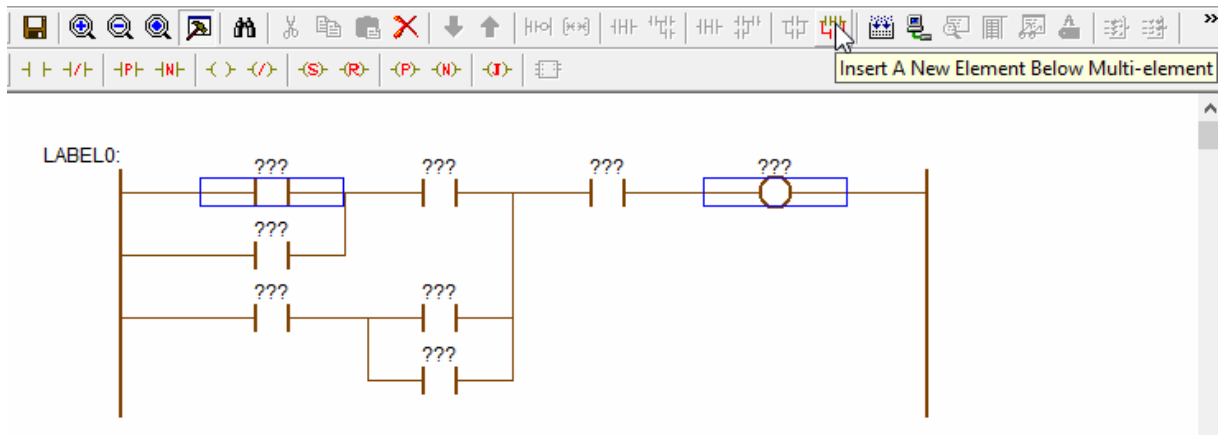 »
P N S R P N I
Insert A New Element Below Multi-element
LABEL0:
??? ??? ??? ???
???
??? ???
???